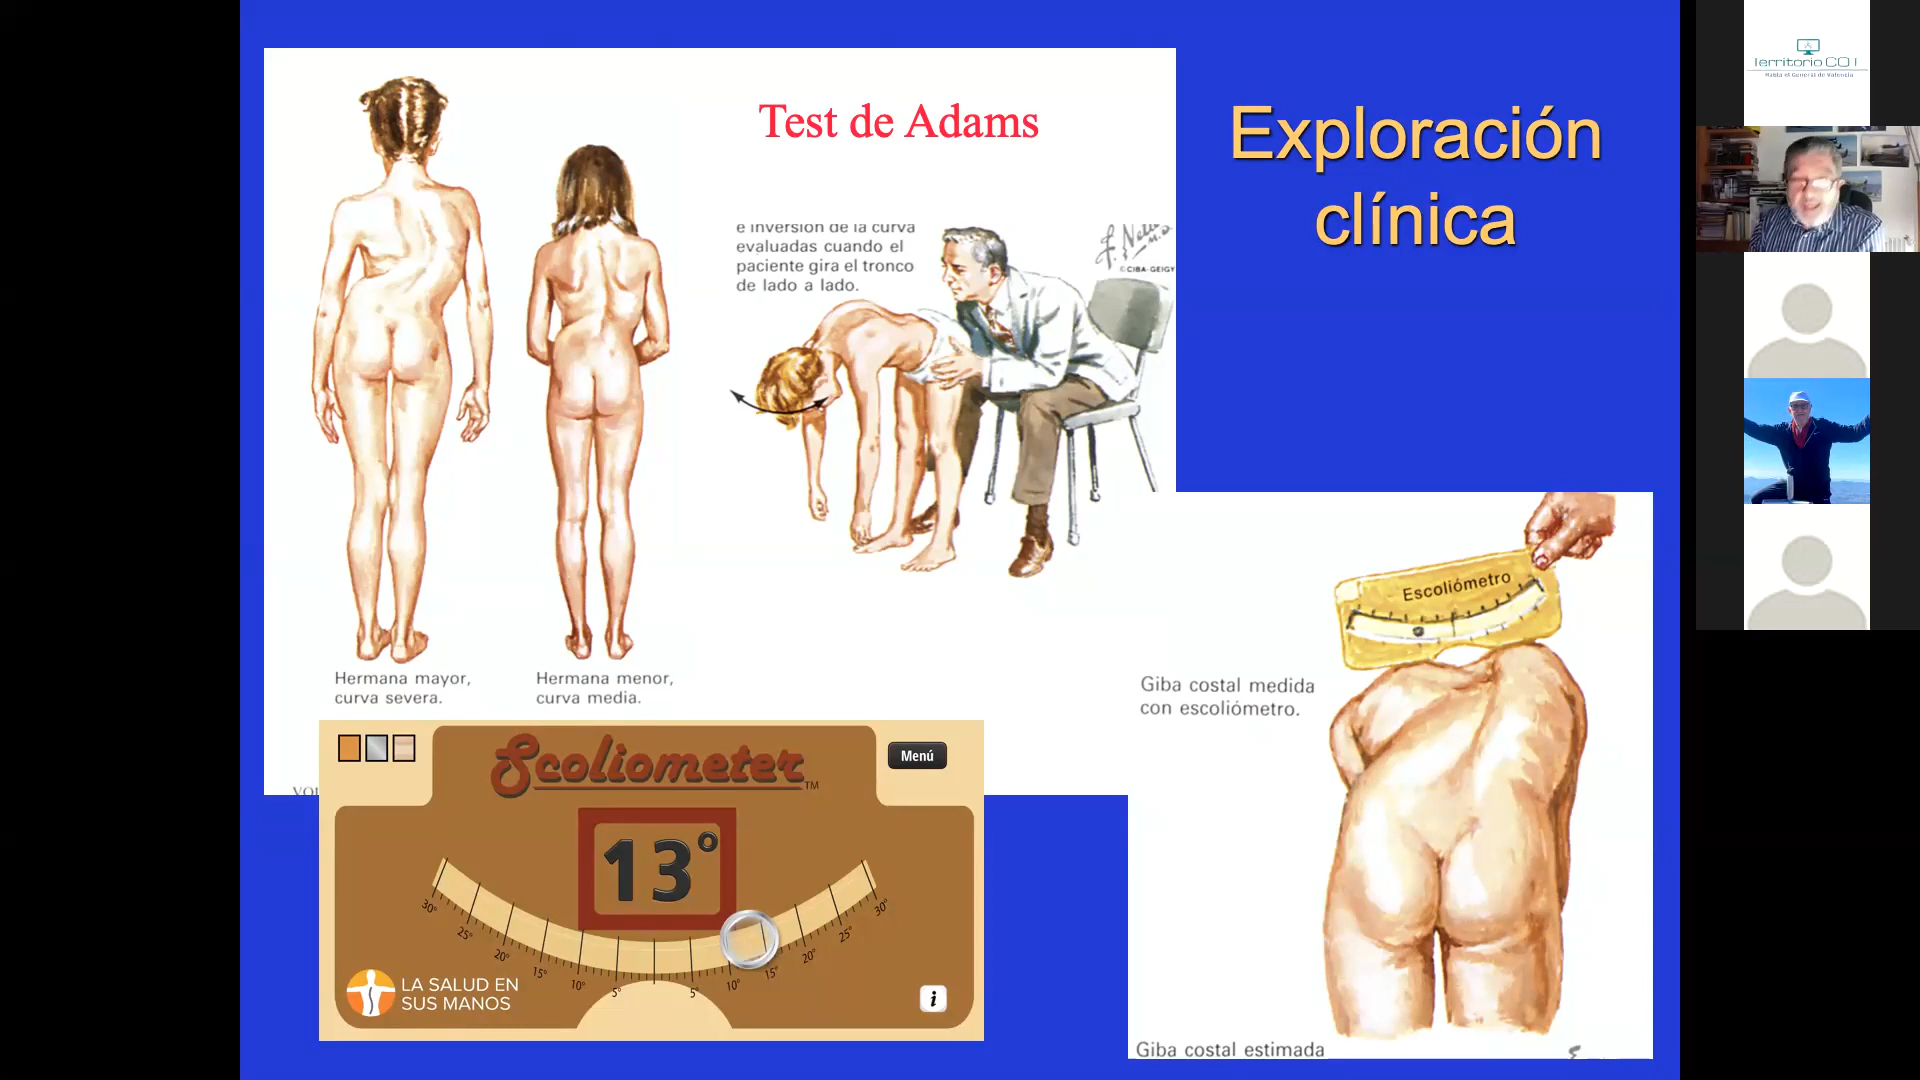 Test de Adams
Exploración
clínica
e inversión de la curva
evaluadas cuando el
paciente gira el tronco
de lado a lado.
©CIBA-GEIGY
Hermana mayor,
curva severa.
Hermana menor,
curva media.
Escoliómetro
Giba costal medida
con escoliómetro.
Giba costal estimada
Scoliometer™
Menú
13°
30° 25° 20° 15° 10° 5° 5° 10° 15° 20° 25° 30°
LA SALUD EN
SUS MANOS
i
Territorio CO